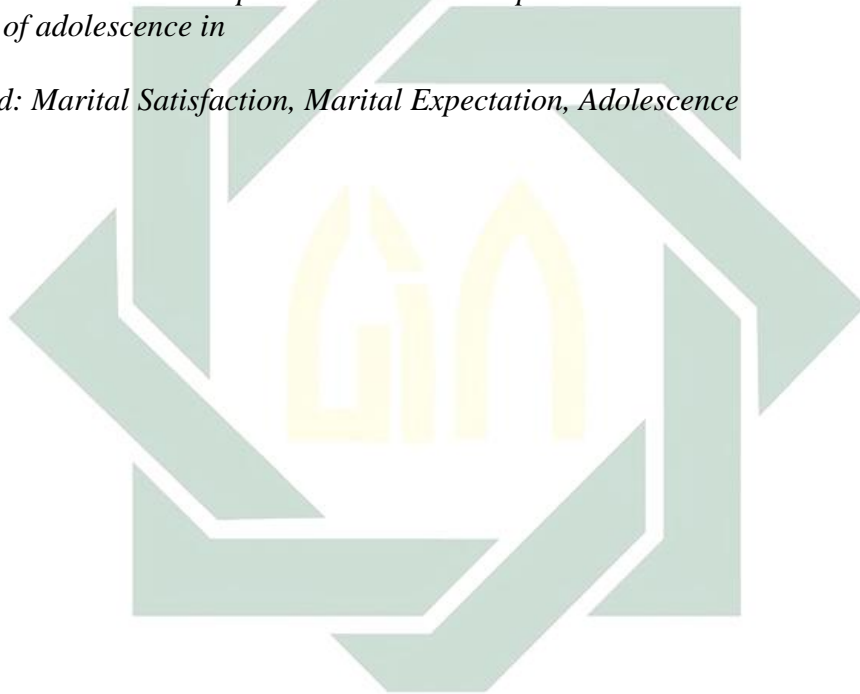 of adolescence in
d: Marital Satisfaction, Marital Expectation, Adolescence